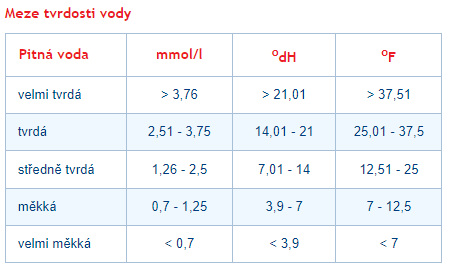 Meze tvrdosti vody
Pitná voda mmol/l °dH °F
velmi tvrdá > 3,76 > 21,01 > 37,51
tvrdá 2,51 - 3,75 14,01 - 21 25,01 - 37,5
středně tvrdá 1,26 - 2,5 7,01 - 14 12,51 - 25
měkká 0,7 - 1,25 3,9 - 7 7 - 12,5
velmi měkká < 0,7 < 3,9 < 7